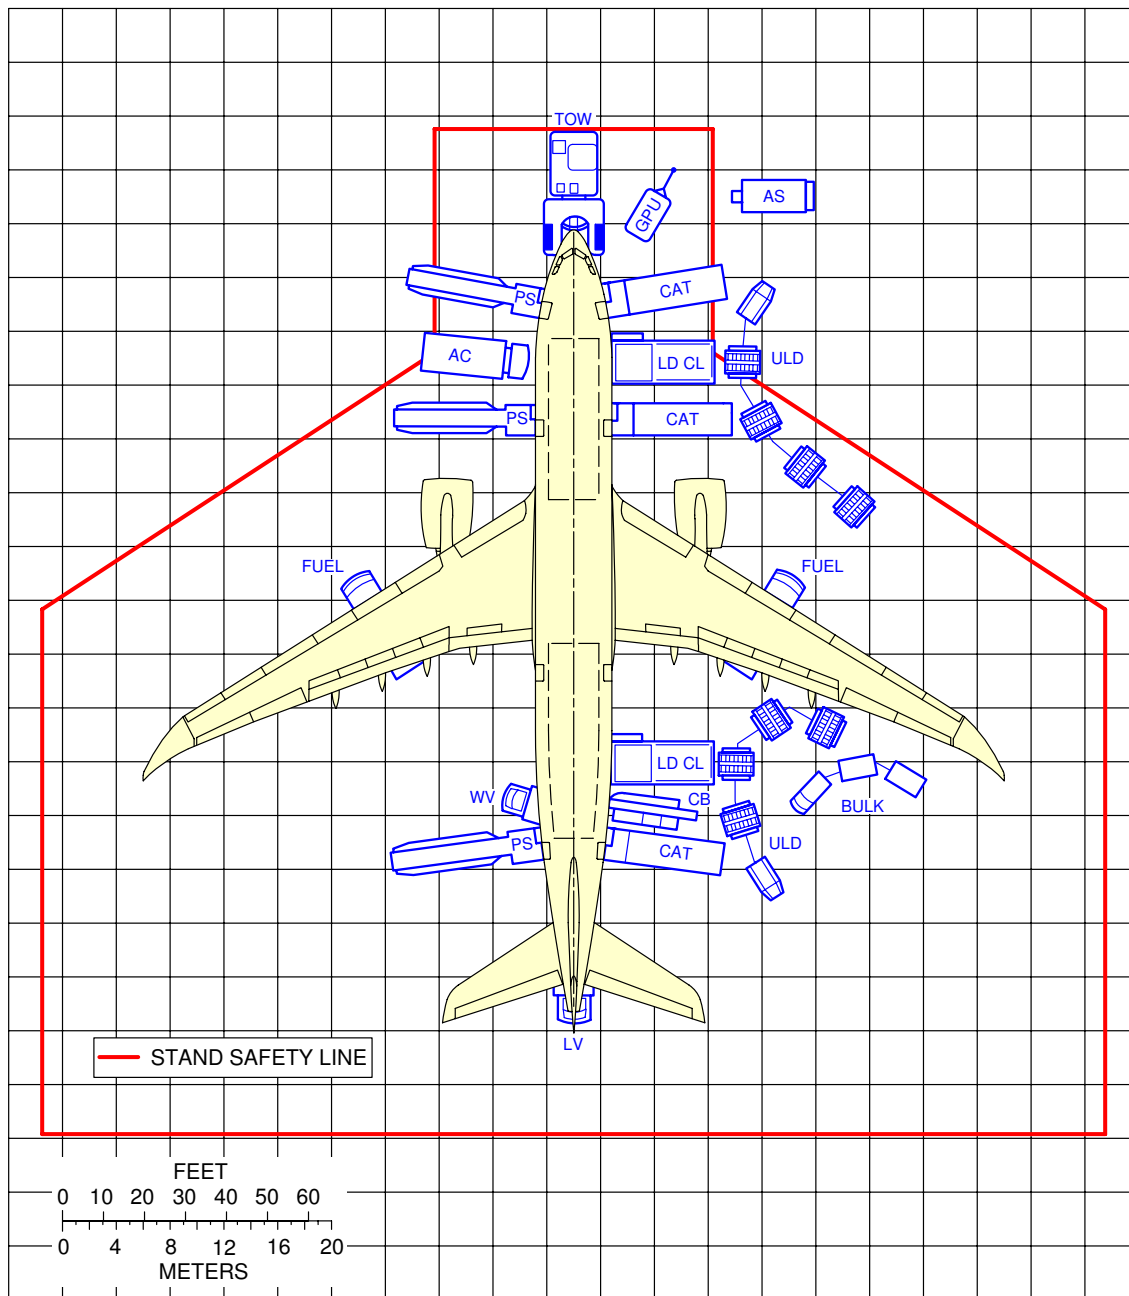 TOW
GPU
AS
PS
CAT
AC
LD CL
ULD
PS
CAT
FUEL
FUEL
LD CL
WV
CB
BULK
PS
CAT
ULD
LV
STAND SAFETY LINE
FEET
0 10 20 30 40 50 60
0 4 8 12 16 20
METERS